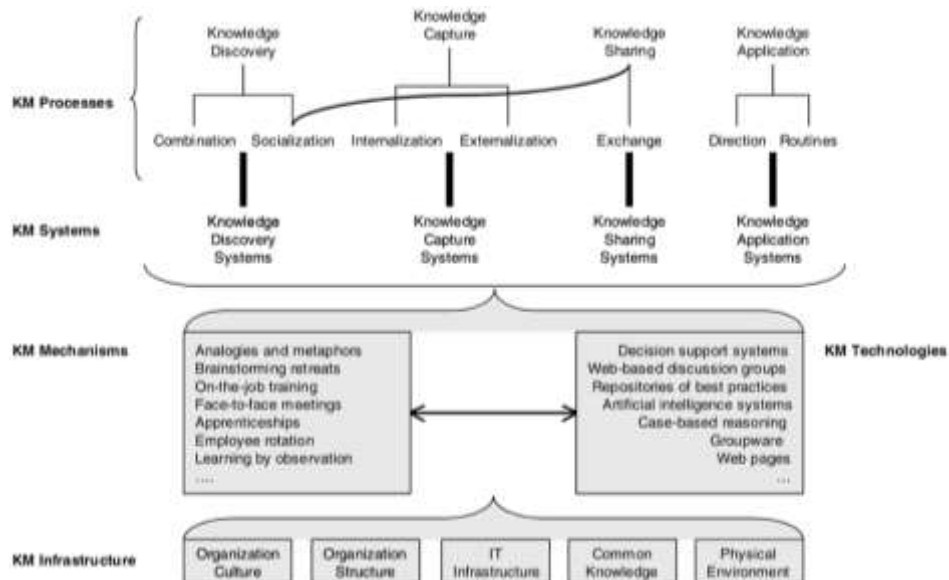 Knowledge
Discovery
Knowledge
Capture
Knowledge
Sharing
Knowledge
Application
KM Processes
Combination
Socialization
Internalization
Externalization
Exchange
Direction
Routines
KM Systems
Knowledge
Discovery
Systems
Knowledge
Capture
Systems
Knowledge
Sharing
Systems
Knowledge
Application
Systems
KM Mechanisms
Analogies and metaphors
Brainstorming retreats
On-the-job training
Face-to-face meetings
Apprenticeships
Employee rotation
Learning by observation
....
Decision support systems
Web-based discussion groups
Repositories of best practices
Artificial intelligence systems
Case-based reasoning
Groupware
Web pages
...
KM Technologies
KM Infrastructure
Organization
Culture
Organization
Structure
IT
Infrastructure
Common
Knowledge
Physical
Environment